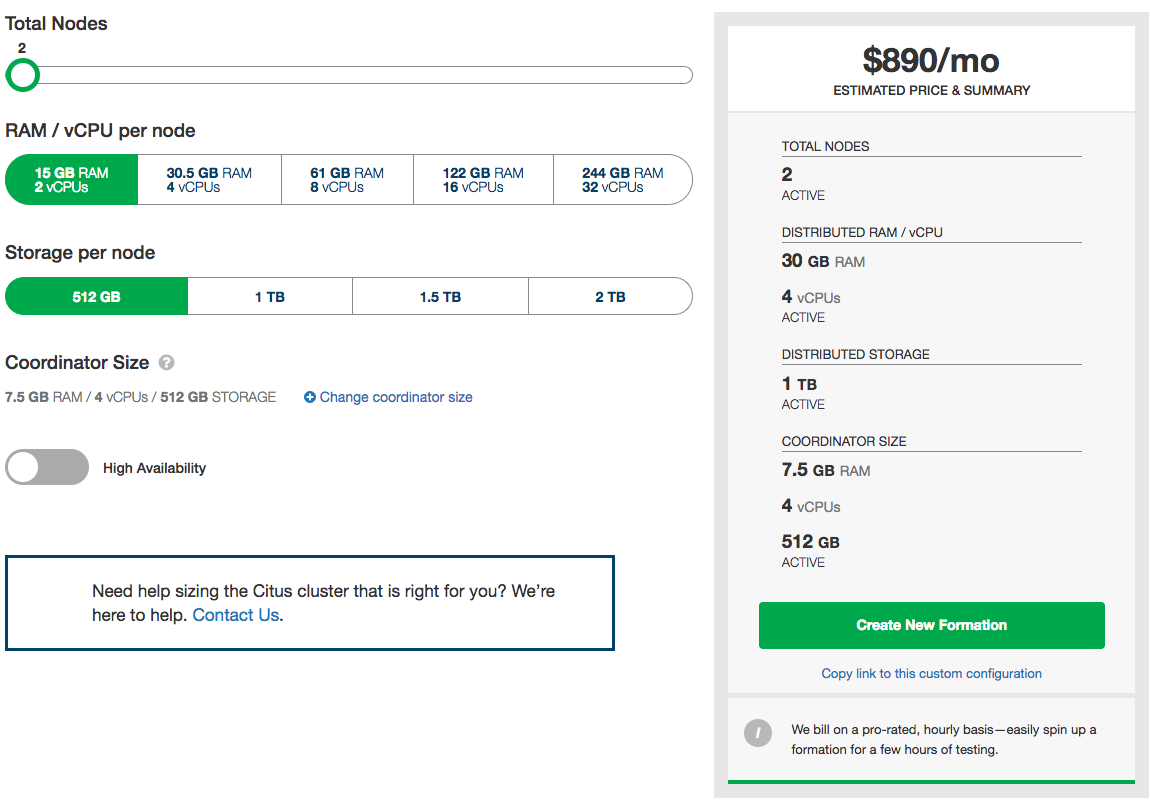 Total Nodes
2
RAM / vCPU per node
15 GB RAM
2 vCPUs
30.5 GB RAM
4 vCPUs
61 GB RAM
8 vCPUs
122 GB RAM
16 vCPUs
244 GB RAM
32 vCPUs
Storage per node
512 GB
1 TB
1.5 TB
2 TB
Coordinator Size ?
7.5 GB RAM / 4 vCPUs / 512 GB STORAGE
Change coordinator size
High Availability
Need help sizing the Citus cluster that is right for you? We’re
here to help. Contact Us.
$890/mo
ESTIMATED PRICE & SUMMARY
TOTAL NODES
2
ACTIVE
DISTRIBUTED RAM / vCPU
30 GB RAM
4 vCPUs
ACTIVE
DISTRIBUTED STORAGE
1 TB
ACTIVE
COORDINATOR SIZE
7.5 GB RAM
4 vCPUs
512 GB
ACTIVE
Create New Formation
Copy link to this custom configuration
i
We bill on a pro-rated, hourly basis—easily spin up a
formation for a few hours of testing.